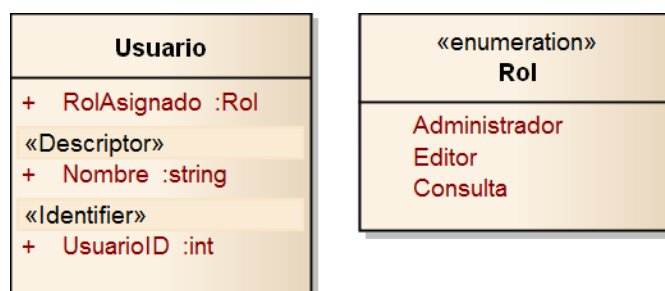 Usuario
+ RolAsignado :Rol
«Descriptor»
+ Nombre :string
«Identifier»
+ UsuarioID :int
«enumeration»
Rol
Administrador
Editor
Consulta